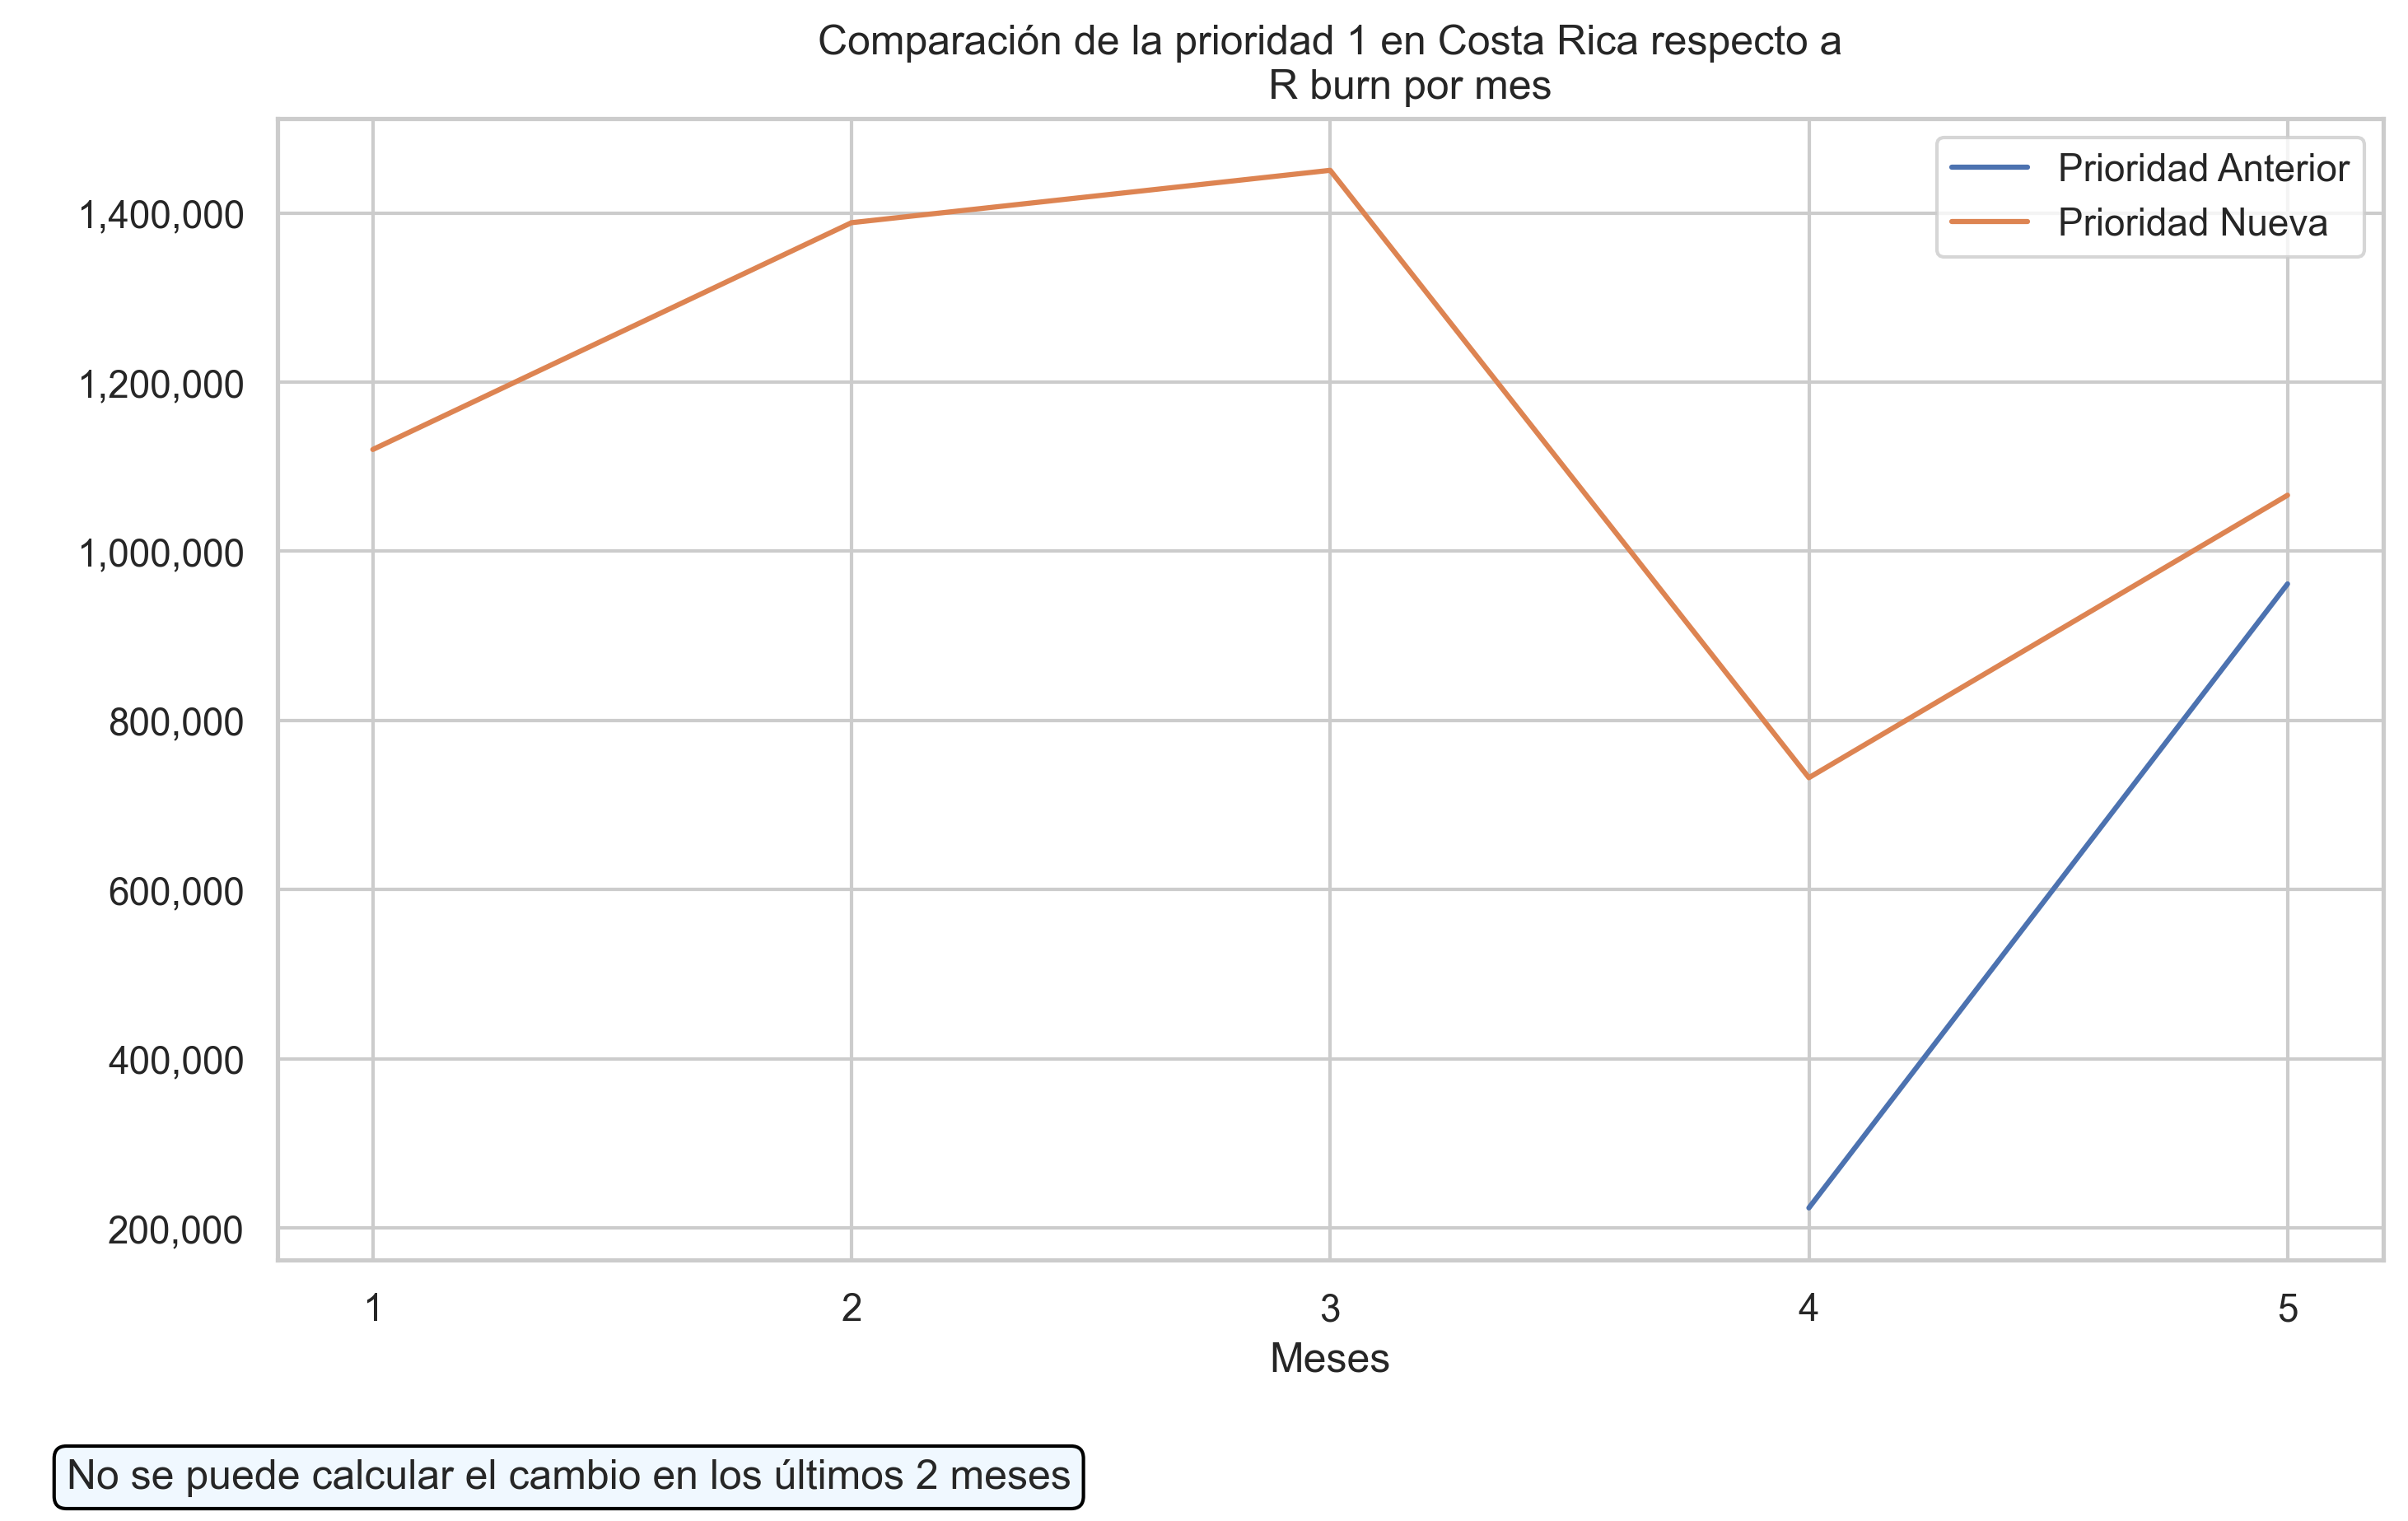 Comparación de la prioridad 1 en Costa Rica respecto a
R burn por mes
Prioridad Anterior
Prioridad Nueva
1,400,000
1,200,000
1,000,000
800,000
600,000
400,000
200,000
1 2 3 4 5
Meses
No se puede calcular el cambio en los últimos 2 meses